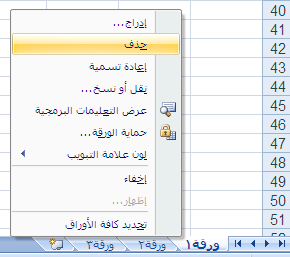 40
41
42
43
44
45
46
47
48
49
50
51
إدراج...
حذف
إعادة تسمية
نقل أو نسخ...
عرض التعليمات البرمجية
حماية الورقة...
لون علامة التبويب
إخفاء
إظهار...
تحديد كافة الأوراق
ورقة١ ورقة٢ ورقة٣